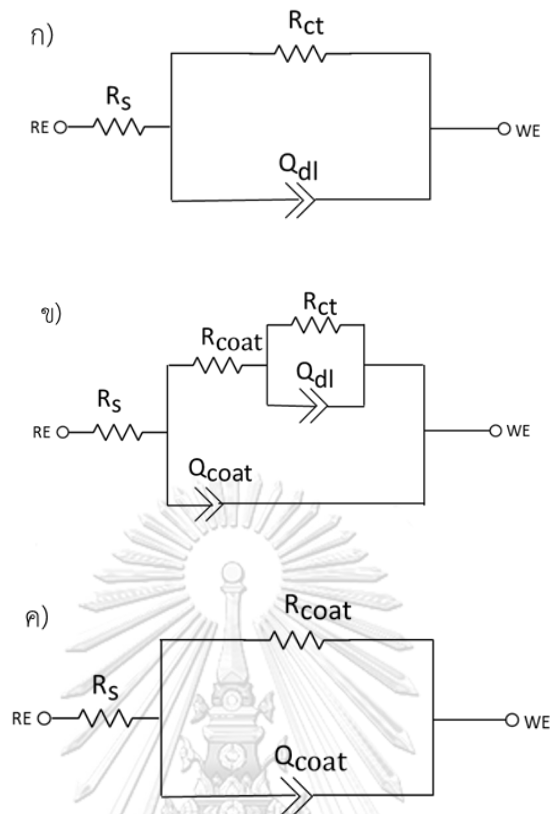 ก)
Rct
Rs
RE
WE
Qdl
ข)
Rct
Rcoat
Qdl
Rs
RE
WE
Qcoat
ค)
Rcoat
Rs
RE
WE
Qcoat